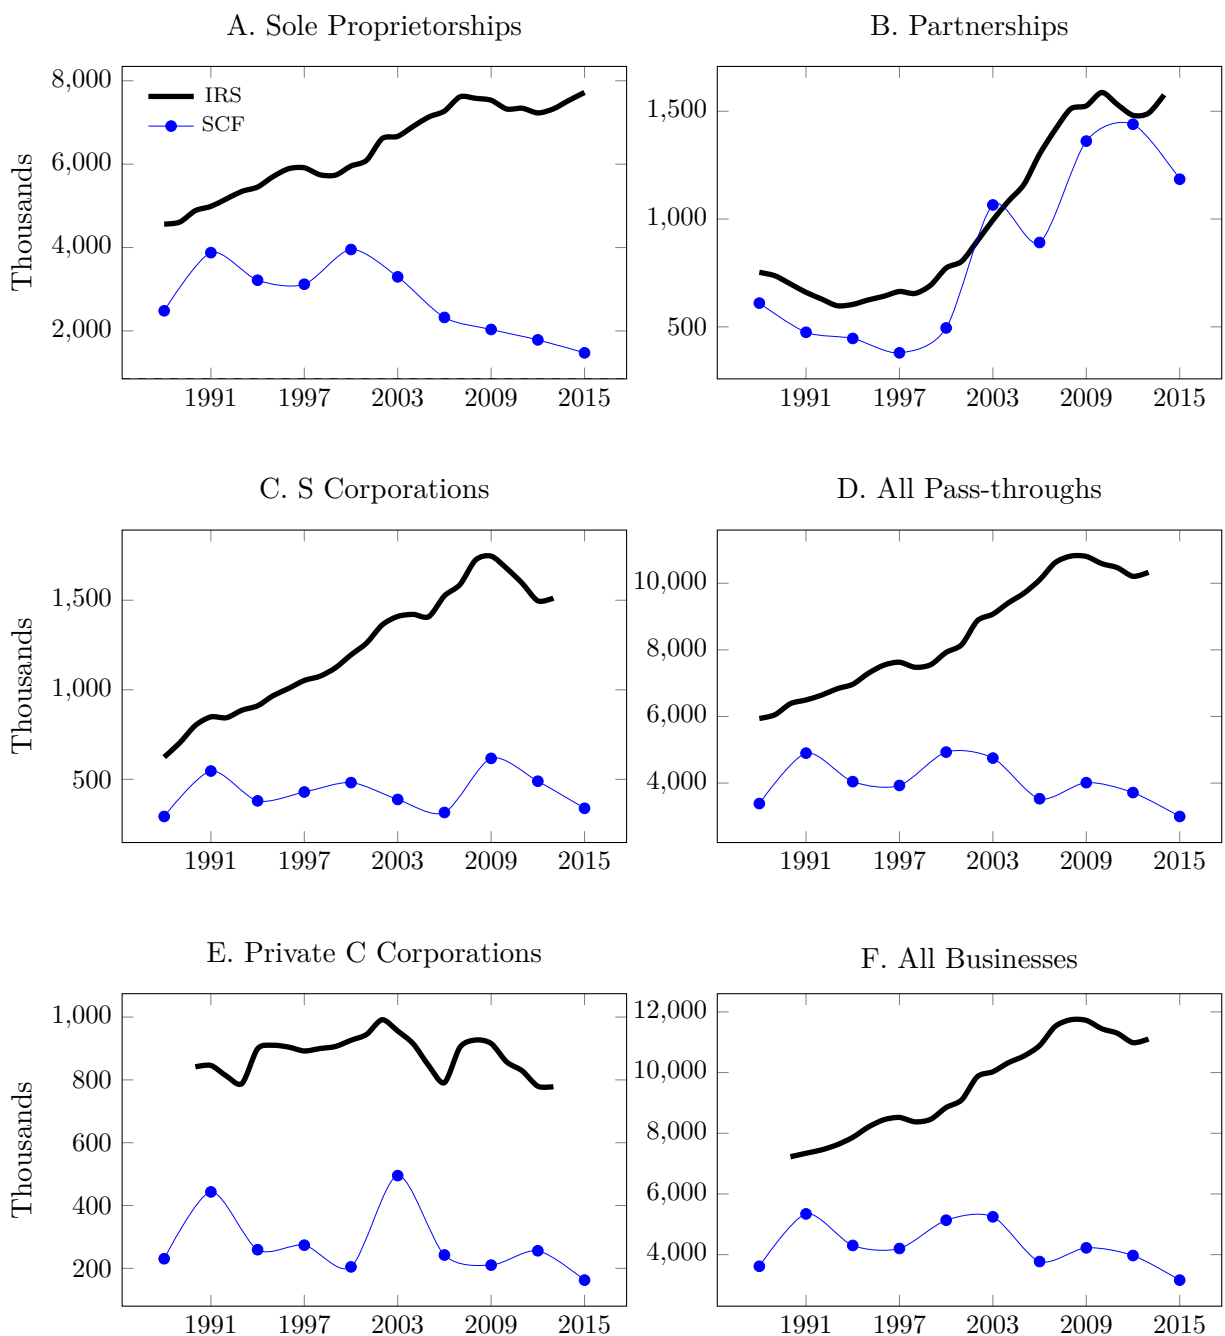 A. Sole Proprietorships
B. Partnerships
8,000
6,000
4,000
2,000
Thousands
IRS
SCF
1991 1997 2003 2009 2015
1,500
1,000
500
1991 1997 2003 2009 2015
C. S Corporations
D. All Pass-throughs
1,500
1,000
500
Thousands
1991 1997 2003 2009 2015
10,000
8,000
6,000
4,000
1991 1997 2003 2009 2015
E. Private C Corporations
F. All Businesses
1,000
800
600
400
200
Thousands
1991 1997 2003 2009 2015
12,000
10,000
8,000
6,000
4,000
1991 1997 2003 2009 2015